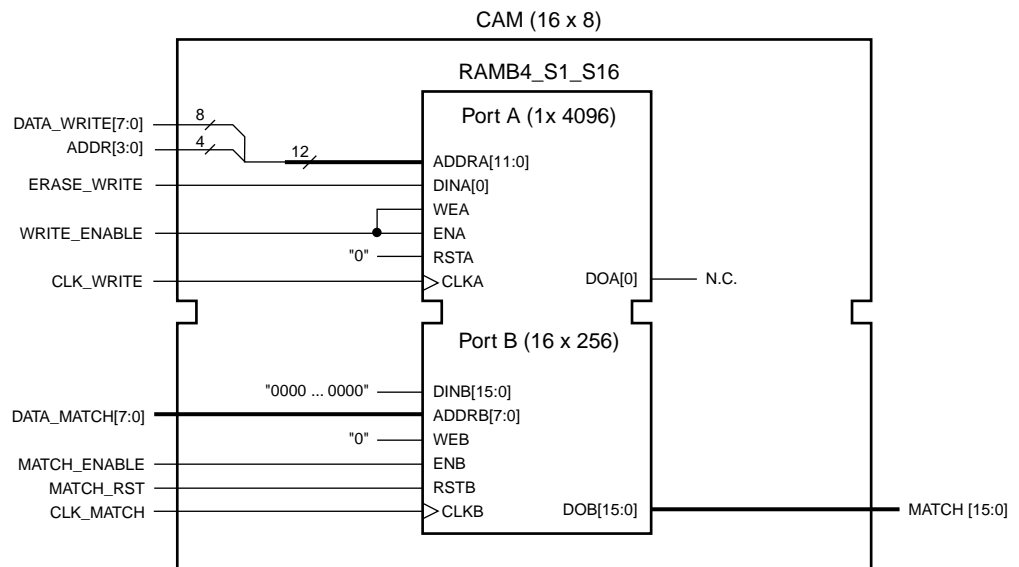 CAM (16 x 8)
RAMB4_S1_S16
Port A (1x 4096)
DATA_WRITE[7:0]
8
ADDR[3:0]
4
12
ADDRA[11:0]
ERASE_WRITE
DINA[0]
WEA
WRITE_ENABLE
ENA
"0"
RSTA
CLK_WRITE
CLKA
DOA[0]
N.C.
Port B (16 x 256)
"0000 ... 0000"
DINB[15:0]
DATA_MATCH[7:0]
ADDRB[7:0]
"0"
WEB
MATCH_ENABLE
ENB
MATCH_RST
RSTB
CLK_MATCH
CLKB
DOB[15:0]
MATCH [15:0]